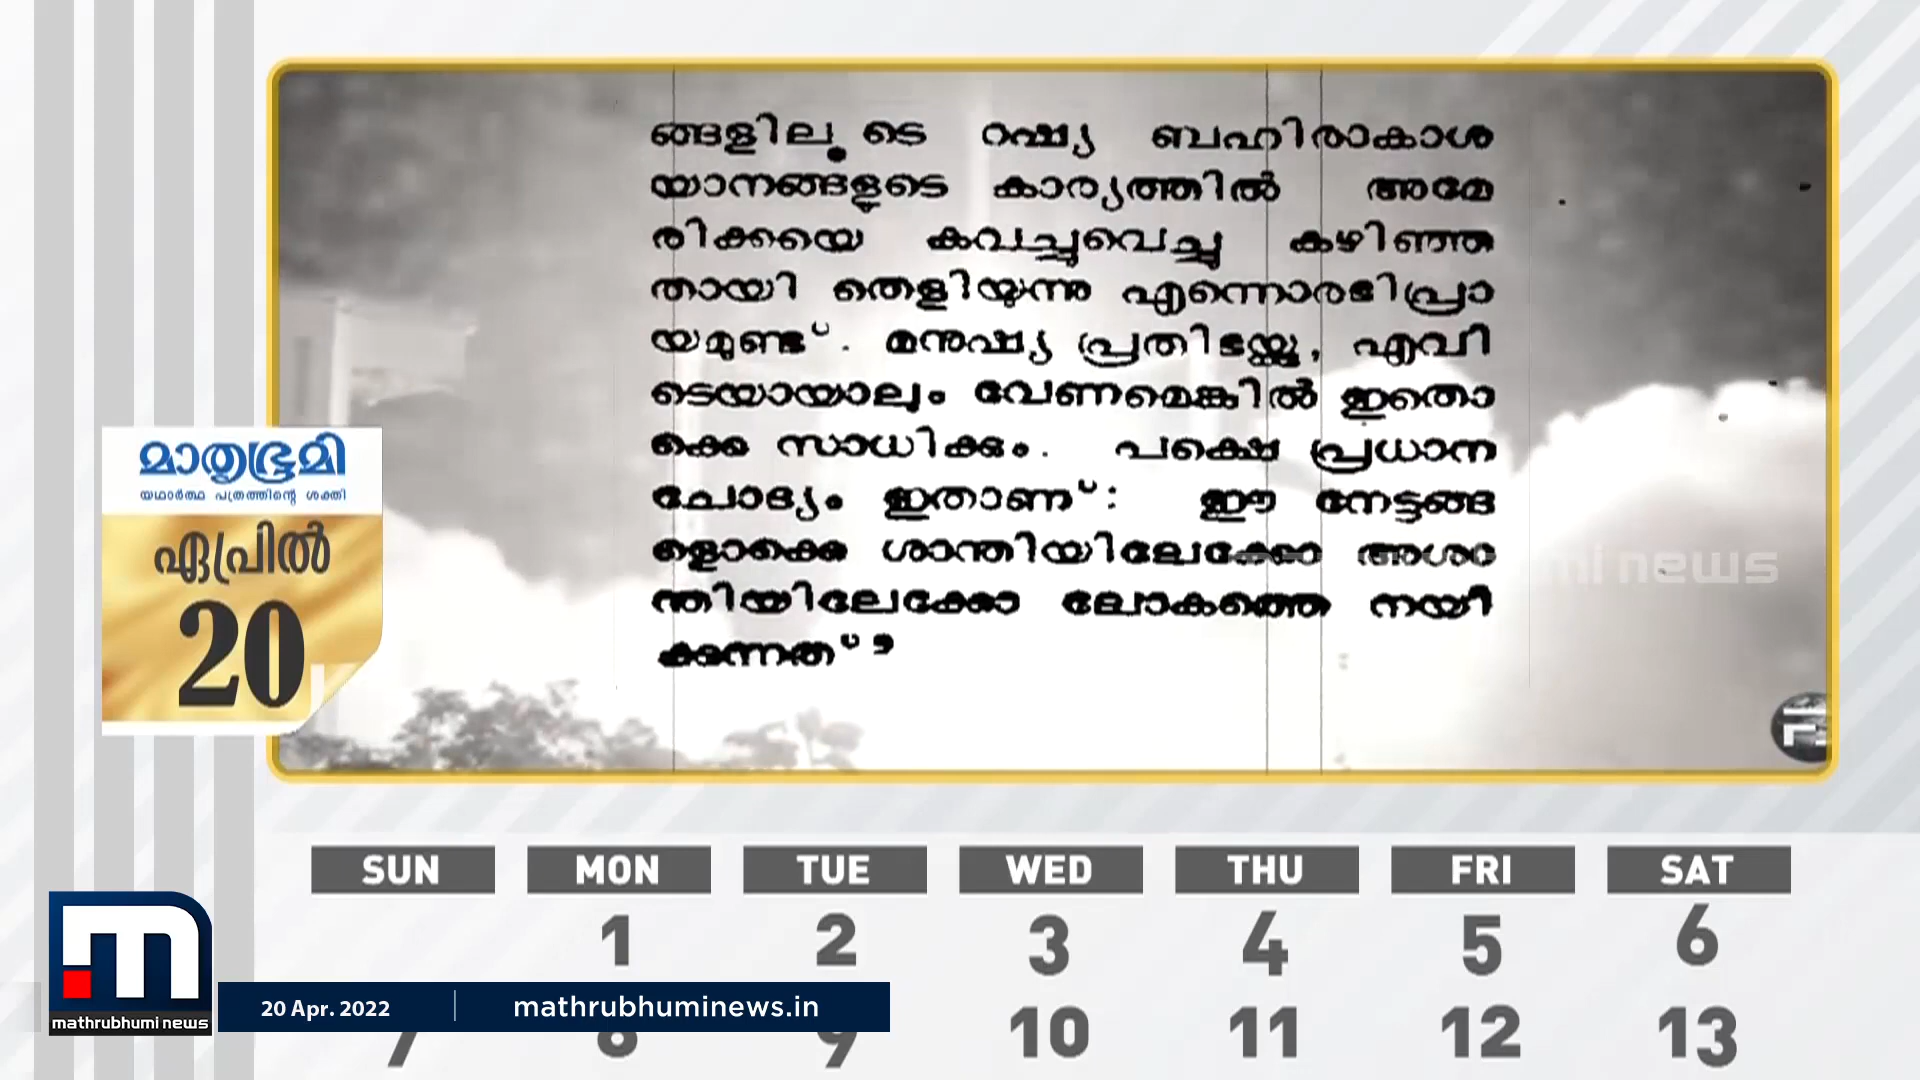 ങ്ങളിലൂടെ റഷ്യ ബഹിരാകാശ
യാനങ്ങളുടെ കാര്യത്തിൽ അമേ
രിക്കയെ കവച്ചുവെച്ചു കഴിഞ്ഞ
തായി തെളിയുന്നു എന്നൊരഭിപ്രാ
യമുണ്ട്. മനുഷ്യ പ്രതിഭയ്ക്കു, എവി
ടെയായാലും വേണമെങ്കിൽ ഇതൊ
ക്കെ സാധിക്കും. പക്ഷെ പ്രധാന
ചോദ്യം ഇതാണ്: ഈ നേട്ടങ്ങ
ളൊക്കെ ശാന്തിയിലേക്കോ അശാ
ന്തിയിലേക്കോ ലോകത്തെ നയി
ക്കുന്നത്?
മാതൃഭൂമി
യഥാർത്ഥ പത്രത്തിന്റെ ശക്തി
ഏപ്രിൽ
20
SUN MON TUE WED THU FRI SAT
1 2 3 4 5 6
7 8 9 10 11 12 13
mathrubhumi news
20 Apr. 2022
mathrubhuminews.in